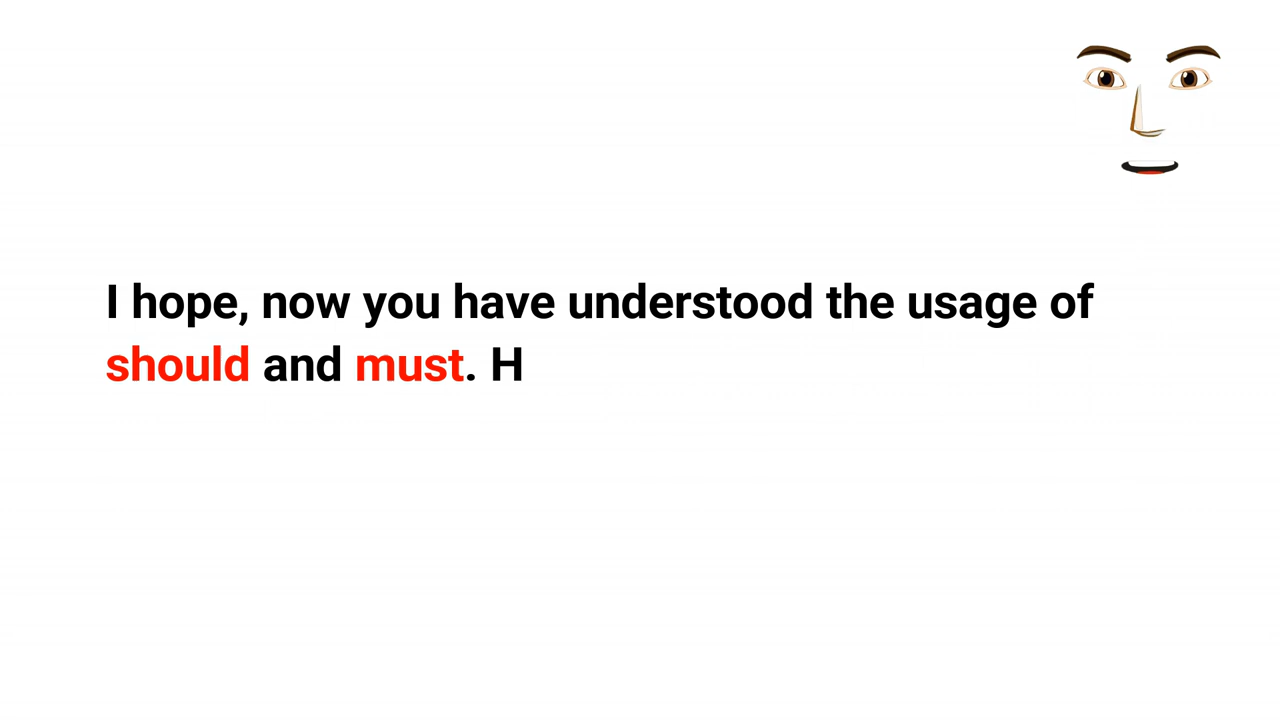 I hope, now you have understood the usage of
should and must. H